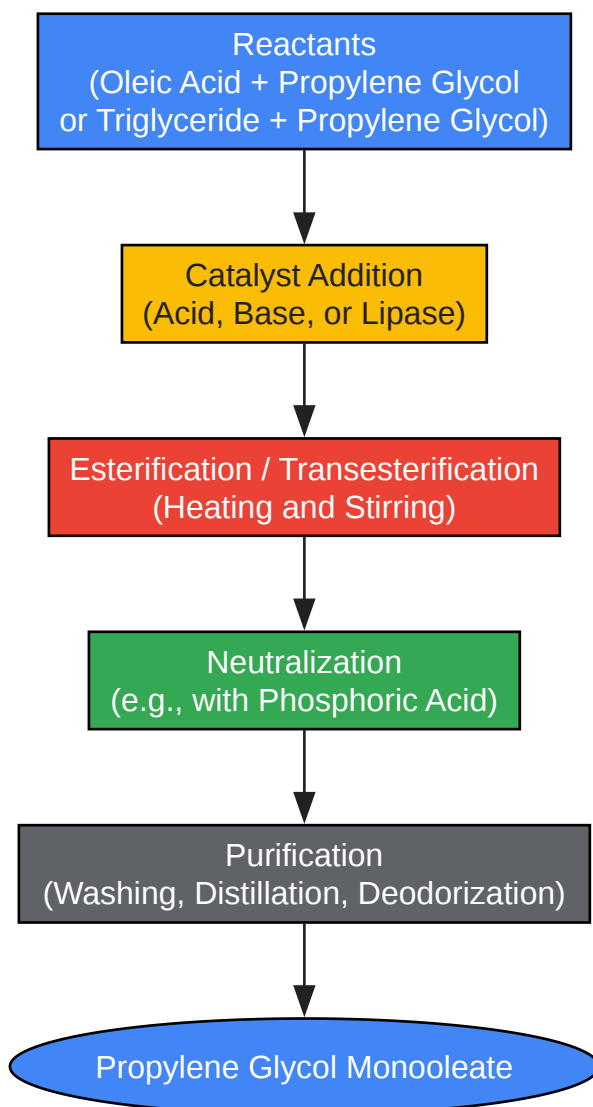 Reactants
(Oleic Acid + Propylene Glycol
or Triglyceride + Propylene Glycol)
Catalyst Addition
(Acid, Base, or Lipase)
Esterification / Transesterification
(Heating and Stirring)
Neutralization
(e.g., with Phosphoric Acid)
Purification
(Washing, Distillation, Deodorization)
Propylene Glycol Monooleate